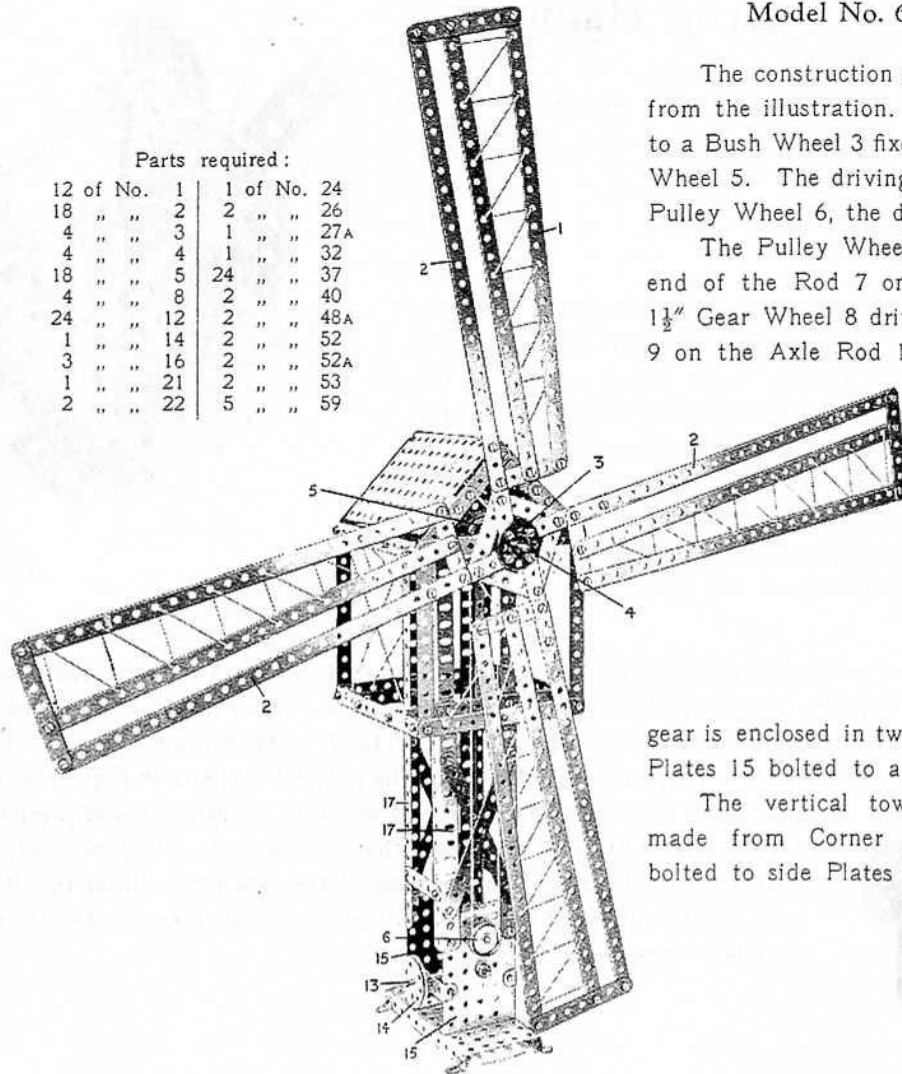 Model No. 6
The construction
from the illustration.
to a Bush Wheel 3 fixe
Wheel 5. The driving
Pulley Wheel 6, the d
The Pulley Whee
end of the Rod 7 or
1½" Gear Wheel 8 driv
9 on the Axle Rod 1
Parts required:
12 of No. 1 1 of No. 24
18 „ „ 2 2 „ „ 26
4 „ „ 3 1 „ „ 27A
4 „ „ 4 1 „ „ 32
18 „ „ 5 24 „ „ 37
4 „ „ 8 2 „ „ 40
24 „ „ 12 2 „ „ 48A
1 „ „ 14 2 „ „ 52
3 „ „ 16 2 „ „ 52A
1 „ „ 21 2 „ „ 53
2 „ „ 22 5 „ „ 59
1
2
2
3
5
4
2
17
17
6
15
13
14
15
gear is enclosed in tw
Plates 15 bolted to a
The vertical tow
made from Corner
bolted to side Plates